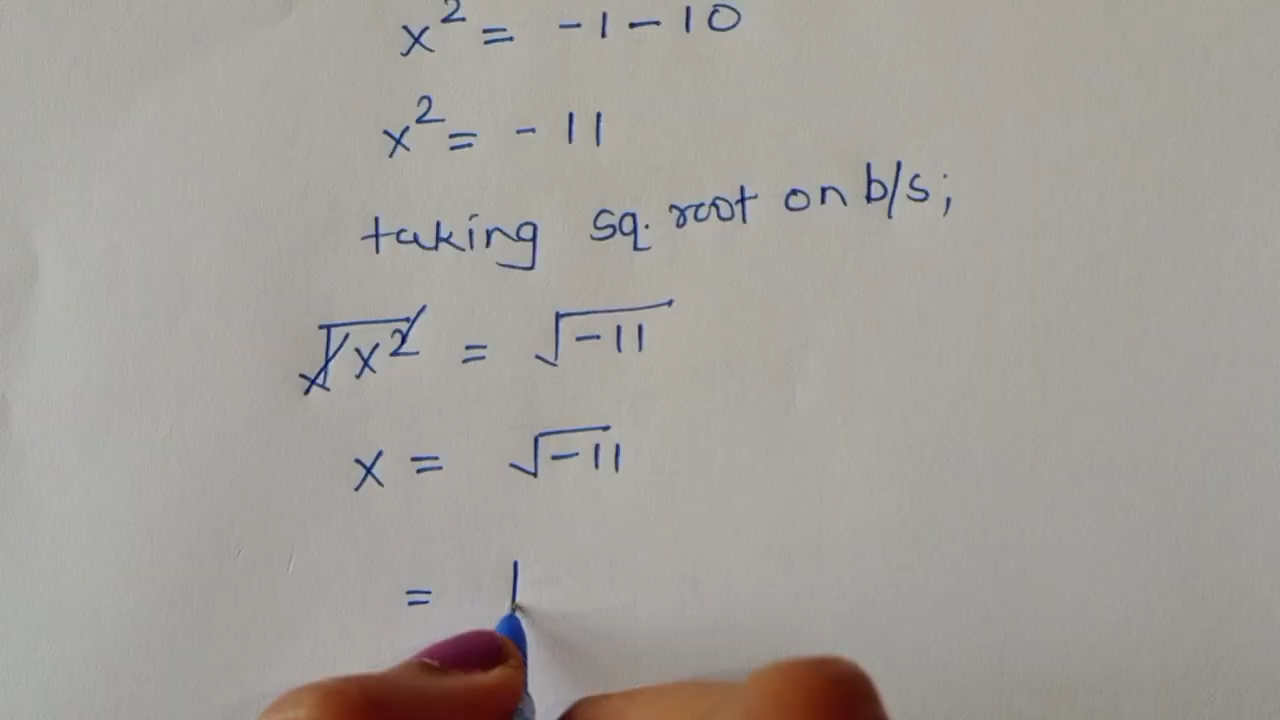 x² = -1-10
x² = -11
taking sq. root on b/s;
√x² = √-11
x = √-11
=